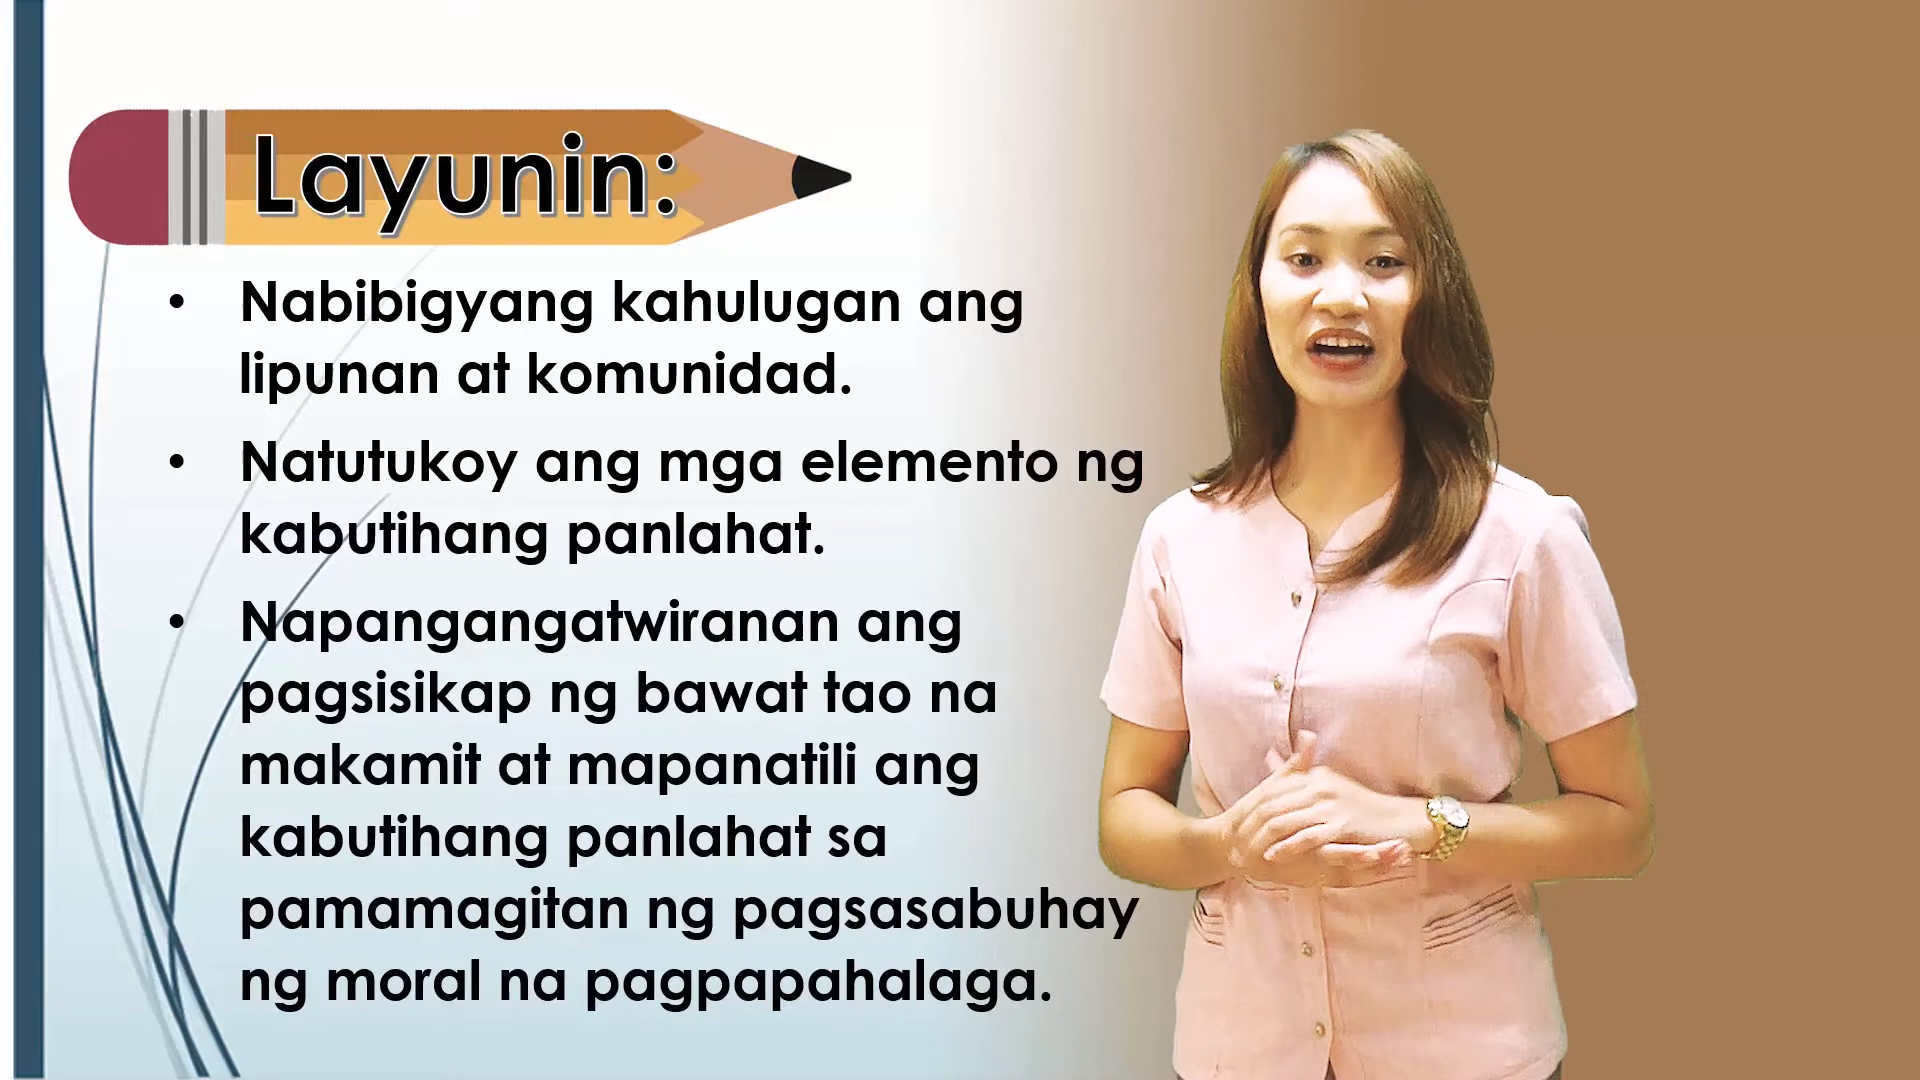 Layunin:
• Nabibigyang kahulugan ang
lipunan at komunidad.
• Natutukoy ang mga elemento ng
kabutihang panlahat.
• Napangangatwiranan ang
pagsisikap ng bawat tao na
makamit at mapanatili ang
kabutihang panlahat sa
pamamagitan ng pagsasabuhay
ng moral na pagpapahalaga.